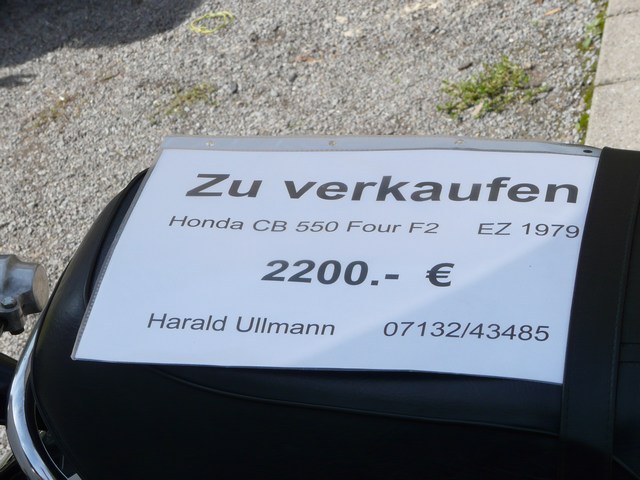 Zu verkaufen
Honda CB 550 Four F2 EZ 1979
2200.- €
Harald Ullmann 07132/43485